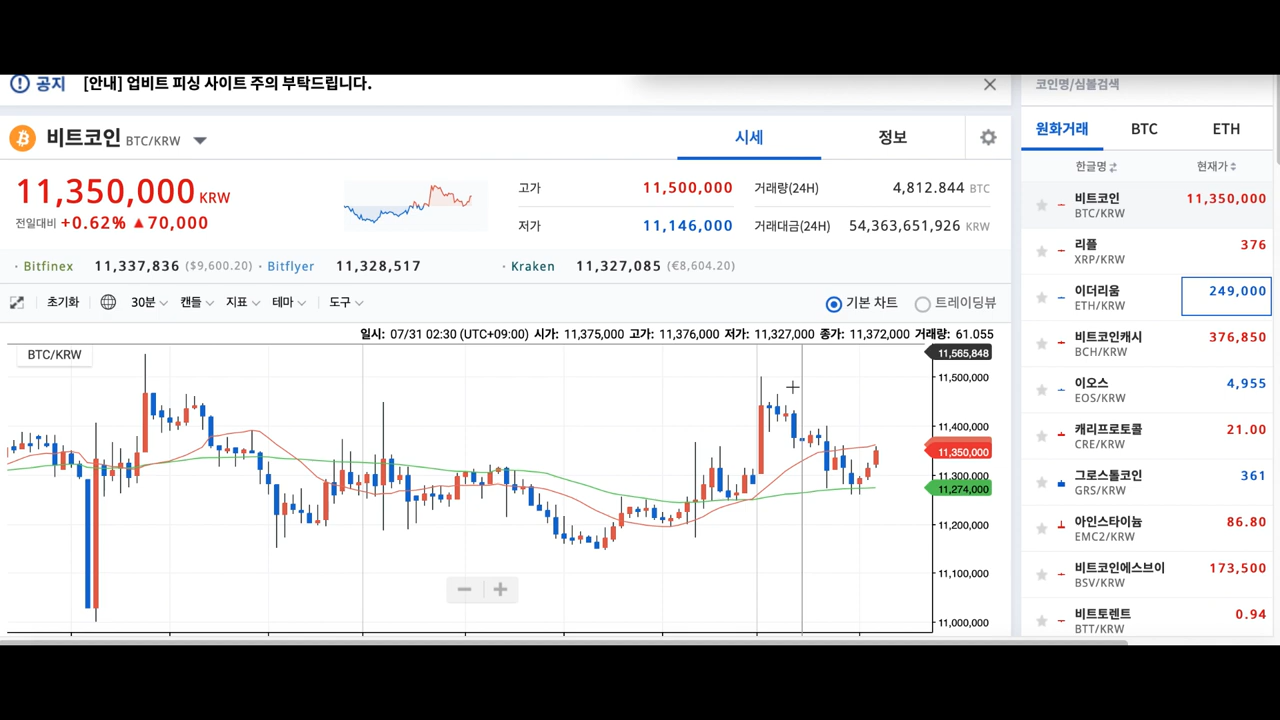 공지 [안내] 업비트 피싱 사이트 주의 부탁드립니다.
비트코인 BTC/KRW
시세 정보
11,350,000 KRW
전일대비 +0.62% ▲70,000
고가 11,500,000 거래량(24H) 4,812.844 BTC
저가 11,146,000 거래대금(24H) 54,363,651,926 KRW
· Bitfinex 11,337,836 ($9,600.20) · Bitflyer 11,328,517 · Kraken 11,327,085 (€8,604.20)
초기화 30분 캔들 지표 테마 도구 기본 차트 트레이딩뷰
일시: 07/31 02:30 (UTC+09:00) 시가: 11,375,000 고가: 11,376,000 저가: 11,327,000 종가: 11,372,000 거래량: 61.055
BTC/KRW
11,565,848
11,500,000
11,400,000
11,350,000
11,300,000
11,274,000
11,200,000
11,100,000
11,000,000
코인명/심볼검색
원화거래 BTC ETH
한글명 현재가
비트코인 11,350,000
BTC/KRW
리플 376
XRP/KRW
이더리움 249,000
ETH/KRW
비트코인캐시 376,850
BCH/KRW
이오스 4,955
EOS/KRW
캐리프로토콜 21.00
CRE/KRW
그로스톨코인 361
GRS/KRW
아인스타이늄 86.80
EMC2/KRW
비트코인에스브이 173,500
BSV/KRW
비트토렌트 0.94
BTT/KRW